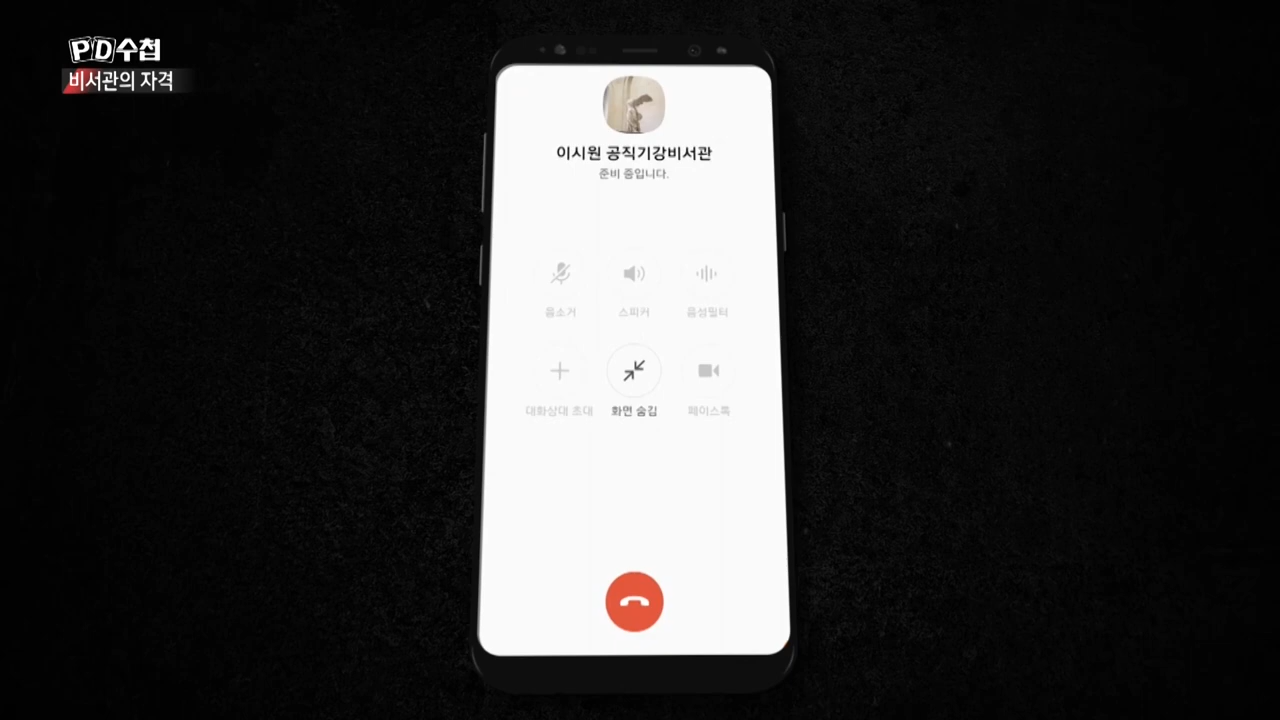 PD수첩
비서관의 자격
이시원 공직기강비서관
준비 중입니다.
음소거 스피커 음성필터
대화상대 초대 화면 숨김 페이스톡